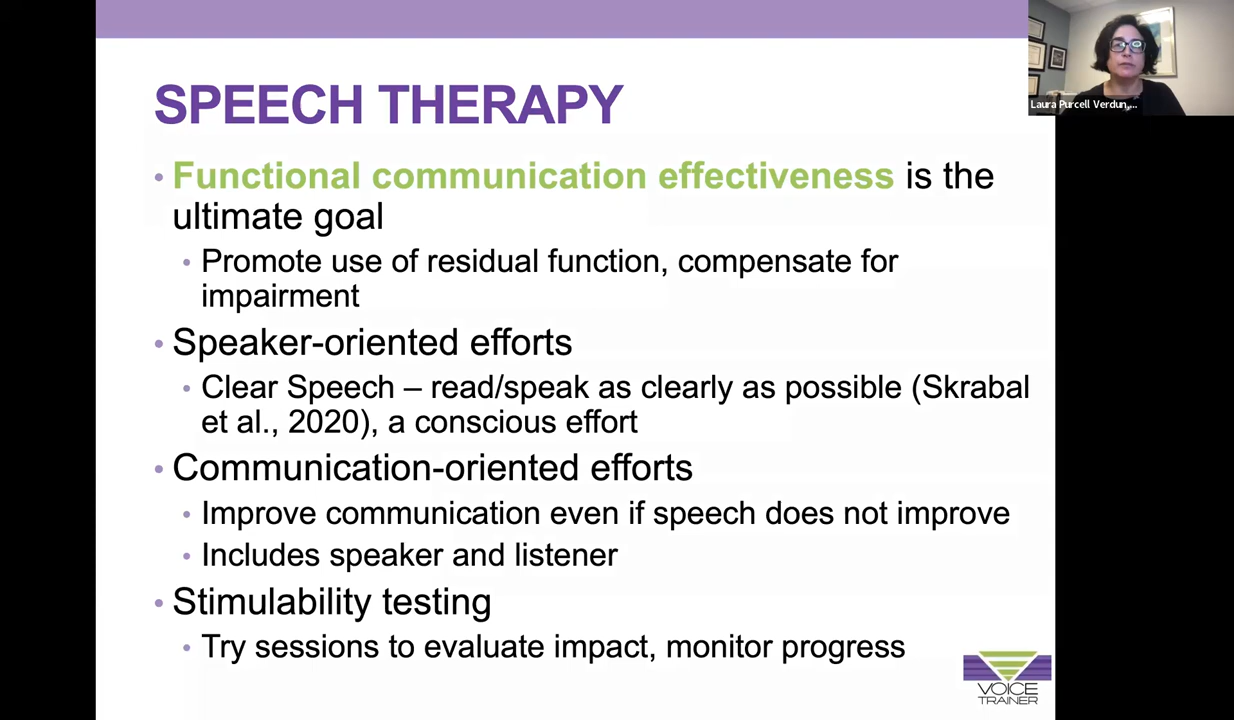 SPEECH THERAPY
• Functional communication effectiveness is the
ultimate goal
• Promote use of residual function, compensate for
impairment
• Speaker-oriented efforts
• Clear Speech – read/speak as clearly as possible (Skrabal
et al., 2020), a conscious effort
• Communication-oriented efforts
• Improve communication even if speech does not improve
• Includes speaker and listener
• Stimulability testing
• Try sessions to evaluate impact, monitor progress
VOICE
TRAINER
Laura Purcell Verdun,...